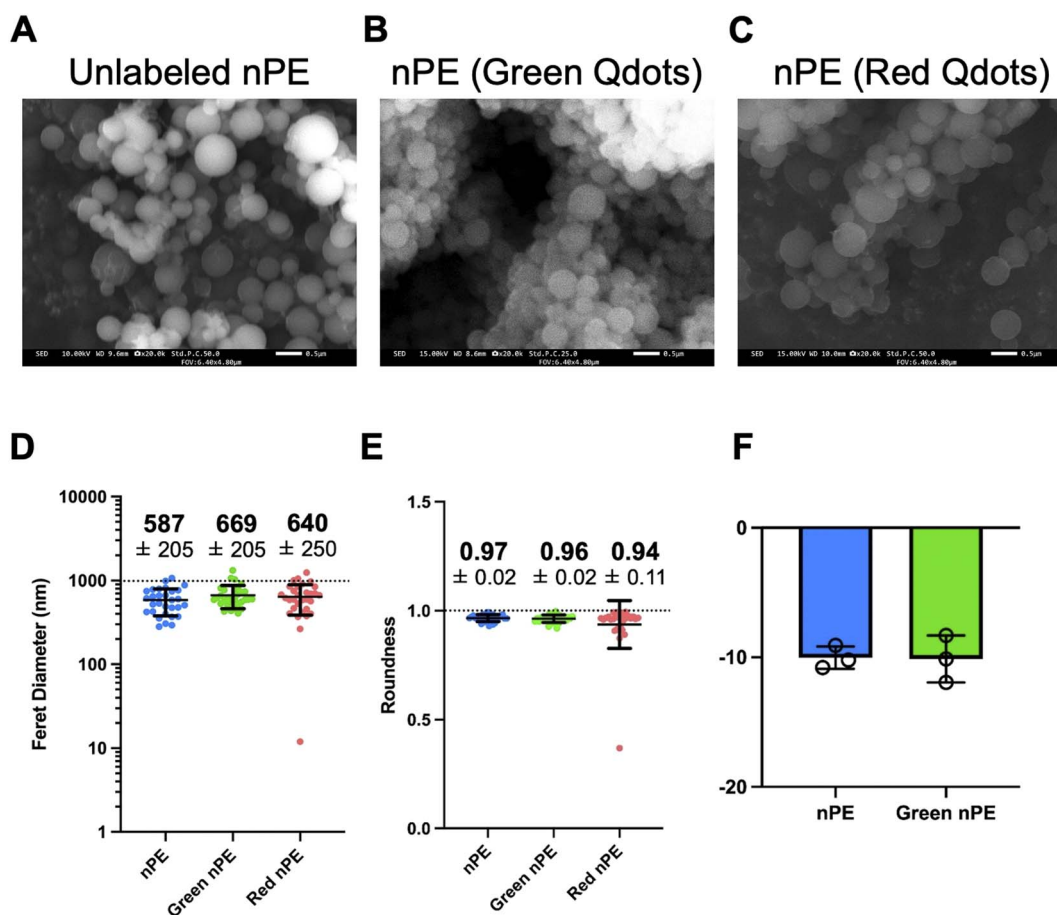 A
Unlabeled nPE
SED 10.00kV WD 9.6mm x20.0k Std.P.C.50.0 0.5µm
FOV:6.40x4.80µm
B
nPE (Green Qdots)
SED 15.00kV WD 8.6mm x20.0k Std.P.C.25.0 0.5µm
FOV:6.40x4.80µm
C
nPE (Red Qdots)
SED 15.00kV WD 10.0mm x20.0k Std.P.C.50.0 0.5µm
FOV:6.40x4.80µm
D
Feret Diameter (nm)
10000
1000
100
10
1
587
± 205
669
± 205
640
± 250
nPE
Green nPE
Red nPE
E
Roundness
1.5
1.0
0.5
0.0
0.97
± 0.02
0.96
± 0.02
0.94
± 0.11
nPE
Green nPE
Red nPE
F
0
-10
-20
nPE
Green nPE